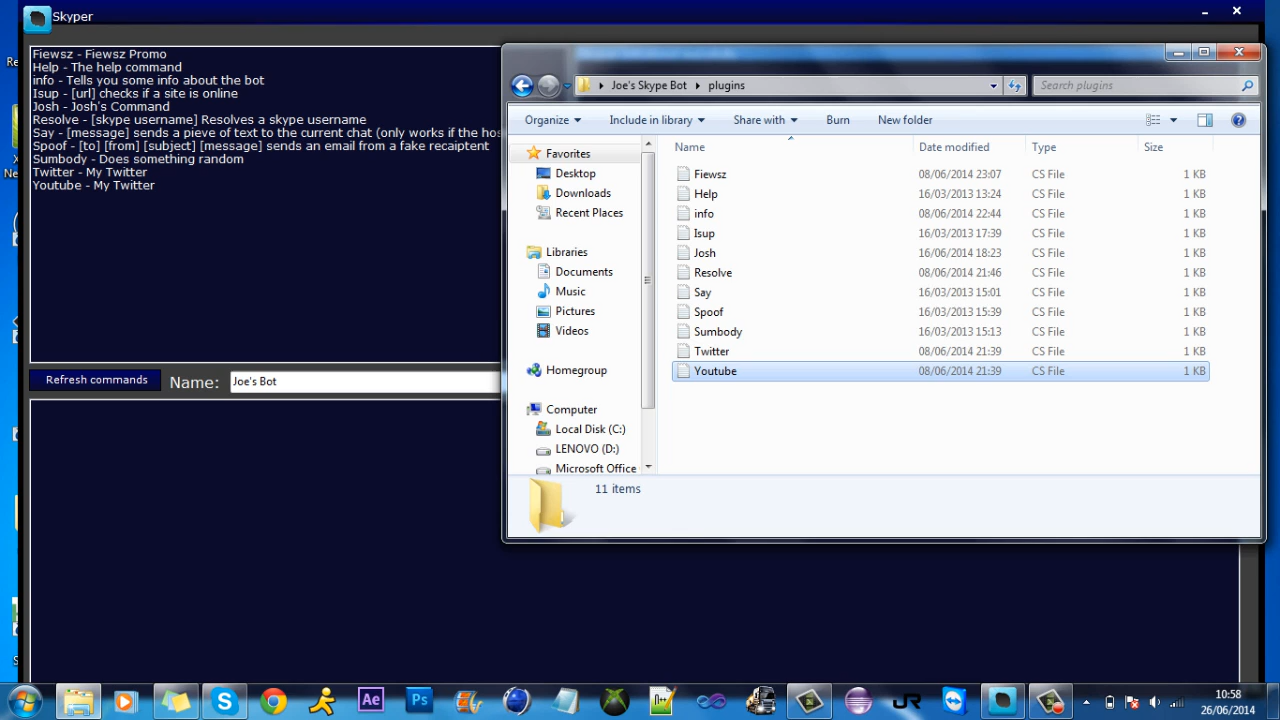 Skyper
Fiewsz - Fiewsz Promo
Help - The help command
info - Tells you some info about the bot
Isup - [url] checks if a site is online
Josh - Josh's Command
Resolve - [skype username] Resolves a skype username
Say - [message] sends a pieve of text to the current chat (only works if the hos
Spoof - [to] [from] [subject] [message] sends an email from a fake recaiptent
Sumbody - Does something random
Twitter - My Twitter
Youtube - My Twitter
Refresh commands
Name:
Joe's Bot
Joe's Skype Bot
plugins
Search plugins
Organize
Include in library
Share with
Burn
New folder
Favorites
Desktop
Downloads
Recent Places
Libraries
Documents
Music
Pictures
Videos
Homegroup
Computer
Local Disk (C:)
LENOVO (D:)
Microsoft Office
Name Date modified Type Size
Fiewsz 08/06/2014 23:07 CS File 1 KB
Help 16/03/2013 13:24 CS File 1 KB
info 08/06/2014 22:44 CS File 1 KB
Isup 16/03/2013 17:39 CS File 1 KB
Josh 16/06/2014 18:23 CS File 1 KB
Resolve 08/06/2014 21:46 CS File 1 KB
Say 16/03/2013 15:01 CS File 1 KB
Spoof 16/03/2013 15:39 CS File 1 KB
Sumbody 16/03/2013 15:13 CS File 1 KB
Twitter 08/06/2014 21:39 CS File 1 KB
Youtube 08/06/2014 21:39 CS File 1 KB
11 items
Ae
Ps
JR
10:58
26/06/2014